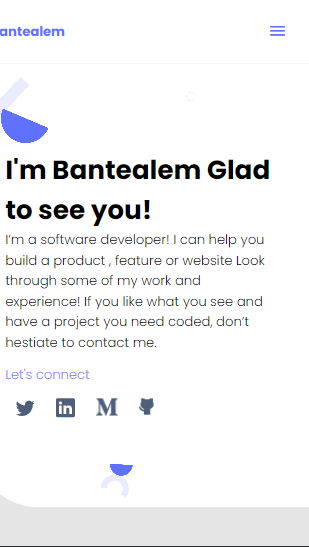 antealem
I'm Bantealem Glad
to see you!
I'm a software developer! I can help you
build a product , feature or website Look
through some of my work and
experience! If you like what you see and
have a project you need coded, don't
hestiate to contact me.
Let's connect